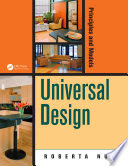 Principles and Models
Universal
Design
ROBERTA N